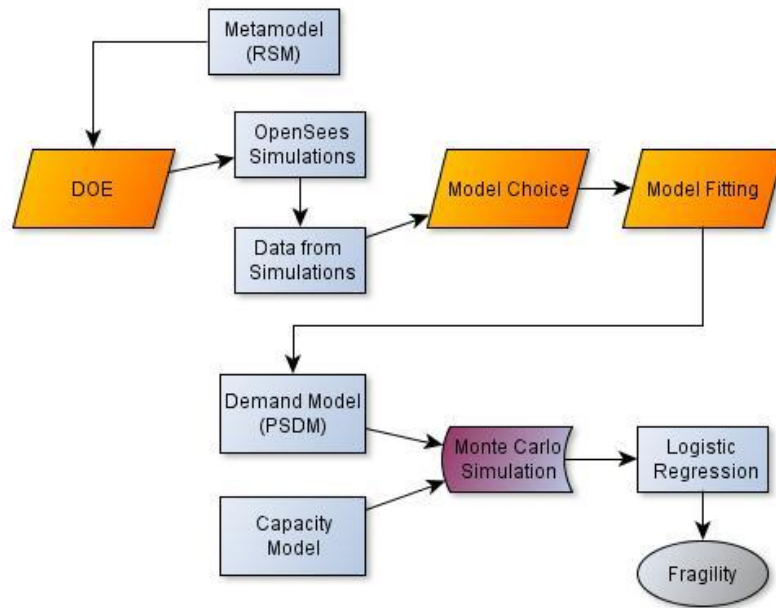 Metamodel
(RSM)
DOE
OpenSees
Simulations
Data from
Simulations
Model Choice
Model Fitting
Demand Model
(PSDM)
Capacity
Model
Monte Carlo
Simulation
Logistic
Regression
Fragility